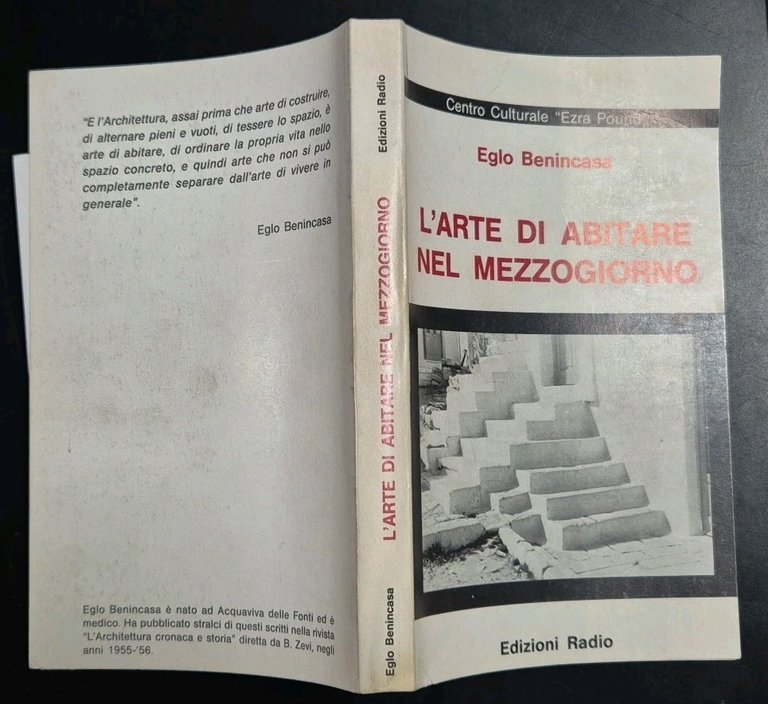 "E l'Architettura, assai prima che arte di costruire,
di alternare pieni e vuoti, di tessere lo spazio, è
arte di abitare, di ordinare la propria vita nello
spazio concreto, e quindi arte che non si può
completamente separare dall'arte di vivere in
generale".
Eglo Benincasa
Eglo Benincasa è nato ad Acquaviva delle Fonti ed è
medico. Ha pubblicato stralci di questi scritti nella rivista
"L'Architettura cronaca e storia" diretta da B. Zevi, negli
anni 1955-'56.
Edizioni Radio
L'ARTE DI ABITARE NEL MEZZOGIORNO
Eglo Benincasa
Centro Culturale "Ezra Pound"
Eglo Benincasa
L'ARTE DI ABITARE
NEL MEZZOGIORNO
Edizioni Radio